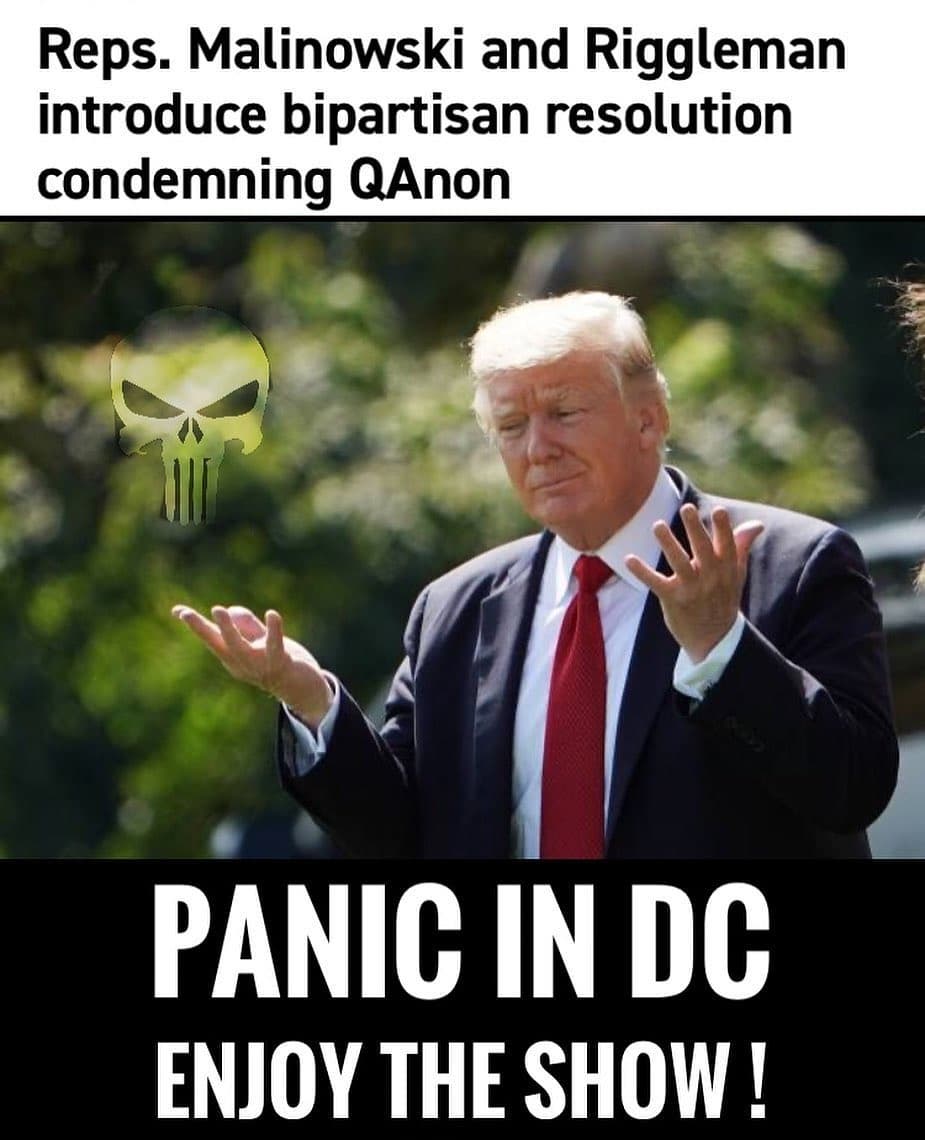 Reps. Malinowski and Riggleman
introduce bipartisan resolution
condemning QAnon
PANIC IN DC
ENJOY THE SHOW !